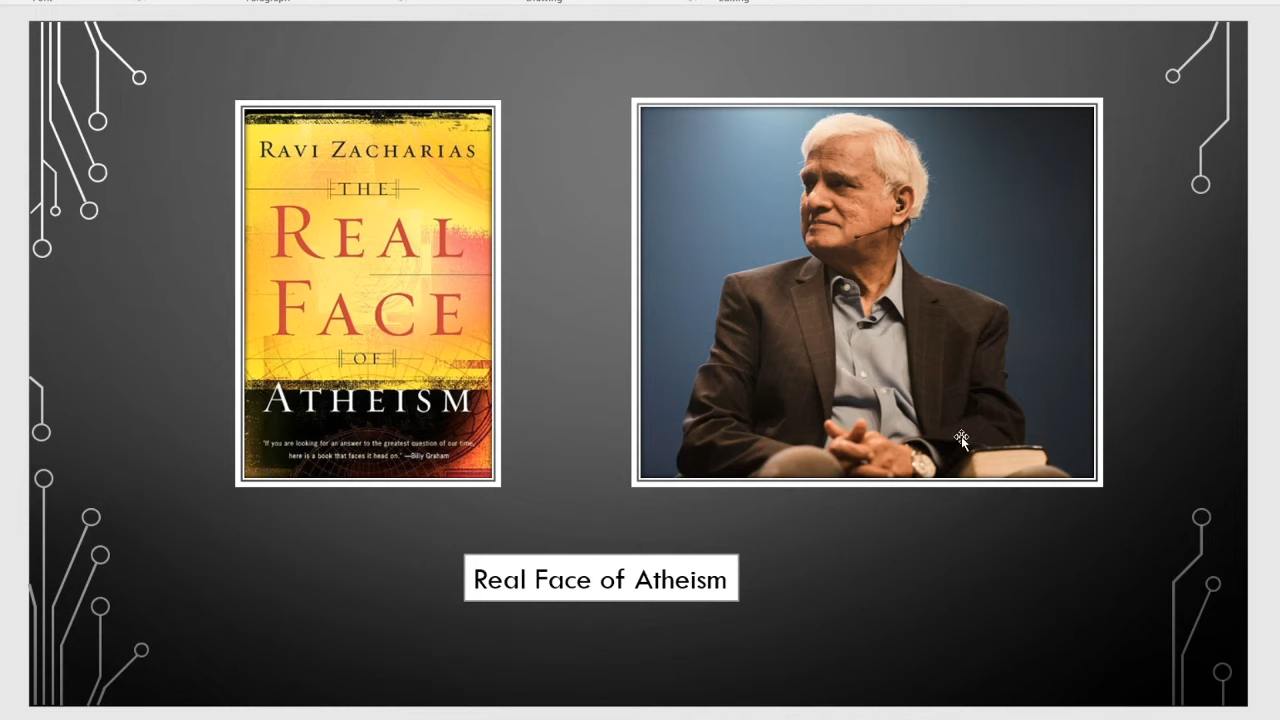 RAVI ZACHARIAS
THE
REAL
FACE
OF
ATHEISM
"If you are looking for an answer to the greatest question of our time,
here is a book that faces it head on." —Billy Graham
Real Face of Atheism